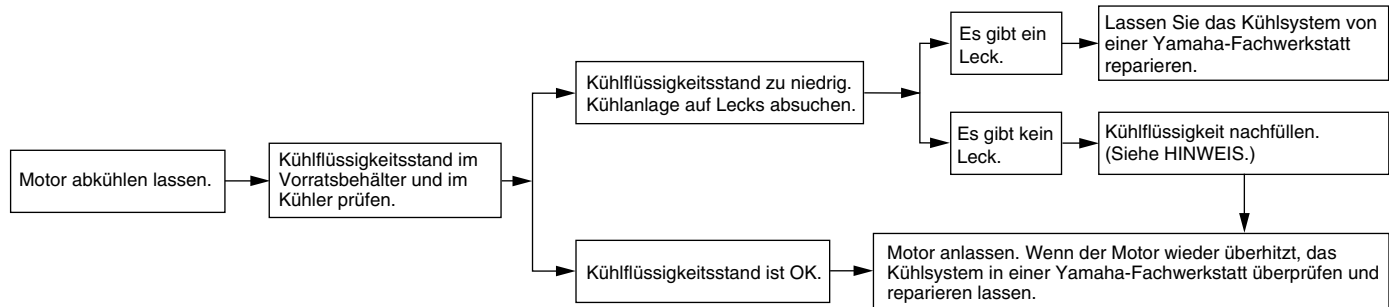 Motor abkühlen lassen.
Kühlflüssigkeitsstand im
Vorratsbehälter und im
Kühler prüfen.
Kühlflüssigkeitsstand zu niedrig.
Kühlanlage auf Lecks absuchen.
Es gibt ein
Leck.
Lassen Sie das Kühlsystem von
einer Yamaha-Fachwerkstatt
reparieren.
Es gibt kein
Leck.
Kühlflüssigkeit nachfüllen.
(Siehe HINWEIS.)
Kühlflüssigkeitsstand ist OK.
Motor anlassen. Wenn der Motor wieder überhitzt, das
Kühlsystem in einer Yamaha-Fachwerkstatt überprüfen und
reparieren lassen.